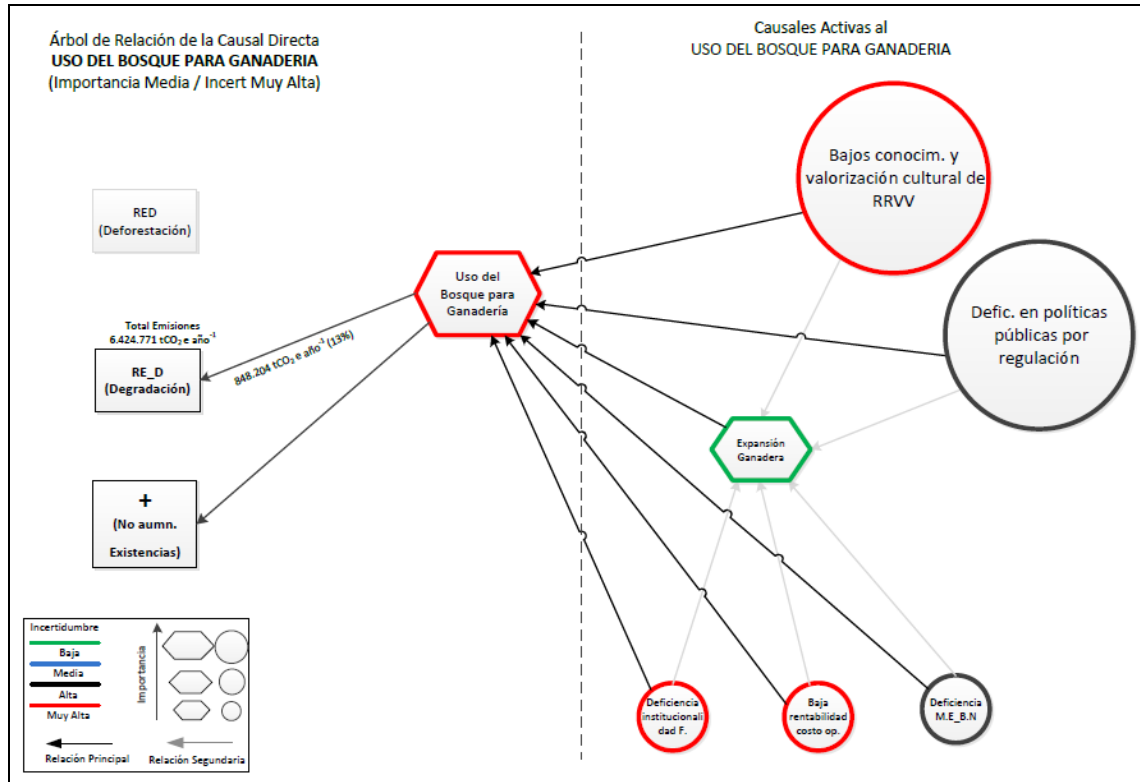 Árbol de Relación de la Causal Directa
USO DEL BOSQUE PARA GANADERIA
(Importancia Media / Incert Muy Alta)
Causales Activas al
USO DEL BOSQUE PARA GANADERIA
Bajos conocim. y
valorización cultural de
RRVV
RED
(Deforestación)
Uso del
Bosque para
Ganadería
Defic. en políticas
públicas por
regulación
Total Emisiones
6.424.771 tCO₂ e año⁻¹
848.204 tCO₂ e año⁻¹ (13%)
RE_D
(Degradación)
Expansión
Ganadera
+
(No aumn.
Existencias)
Incertidumbre
Baja
Media
Alta
Muy Alta
Importancia
Relación Principal
Relación Segundaria
Deficiencia
institucionali
dad F.
Baja
rentabilidad
costo op.
Deficiencia
M.E_B.N